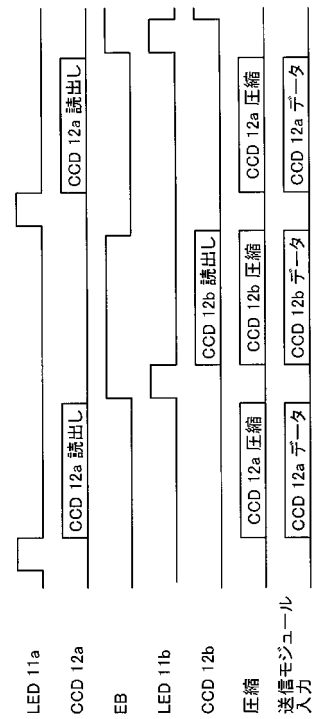 LED 11a
CCD 12a
CCD 12a 読出し
CCD 12a 読出し
EB
LED 11b
CCD 12b
CCD 12b 読出し
圧縮
CCD 12a 圧縮
CCD 12b 圧縮
CCD 12a 圧縮
送信モジュール
入力
CCD 12a データ
CCD 12b データ
CCD 12a データ